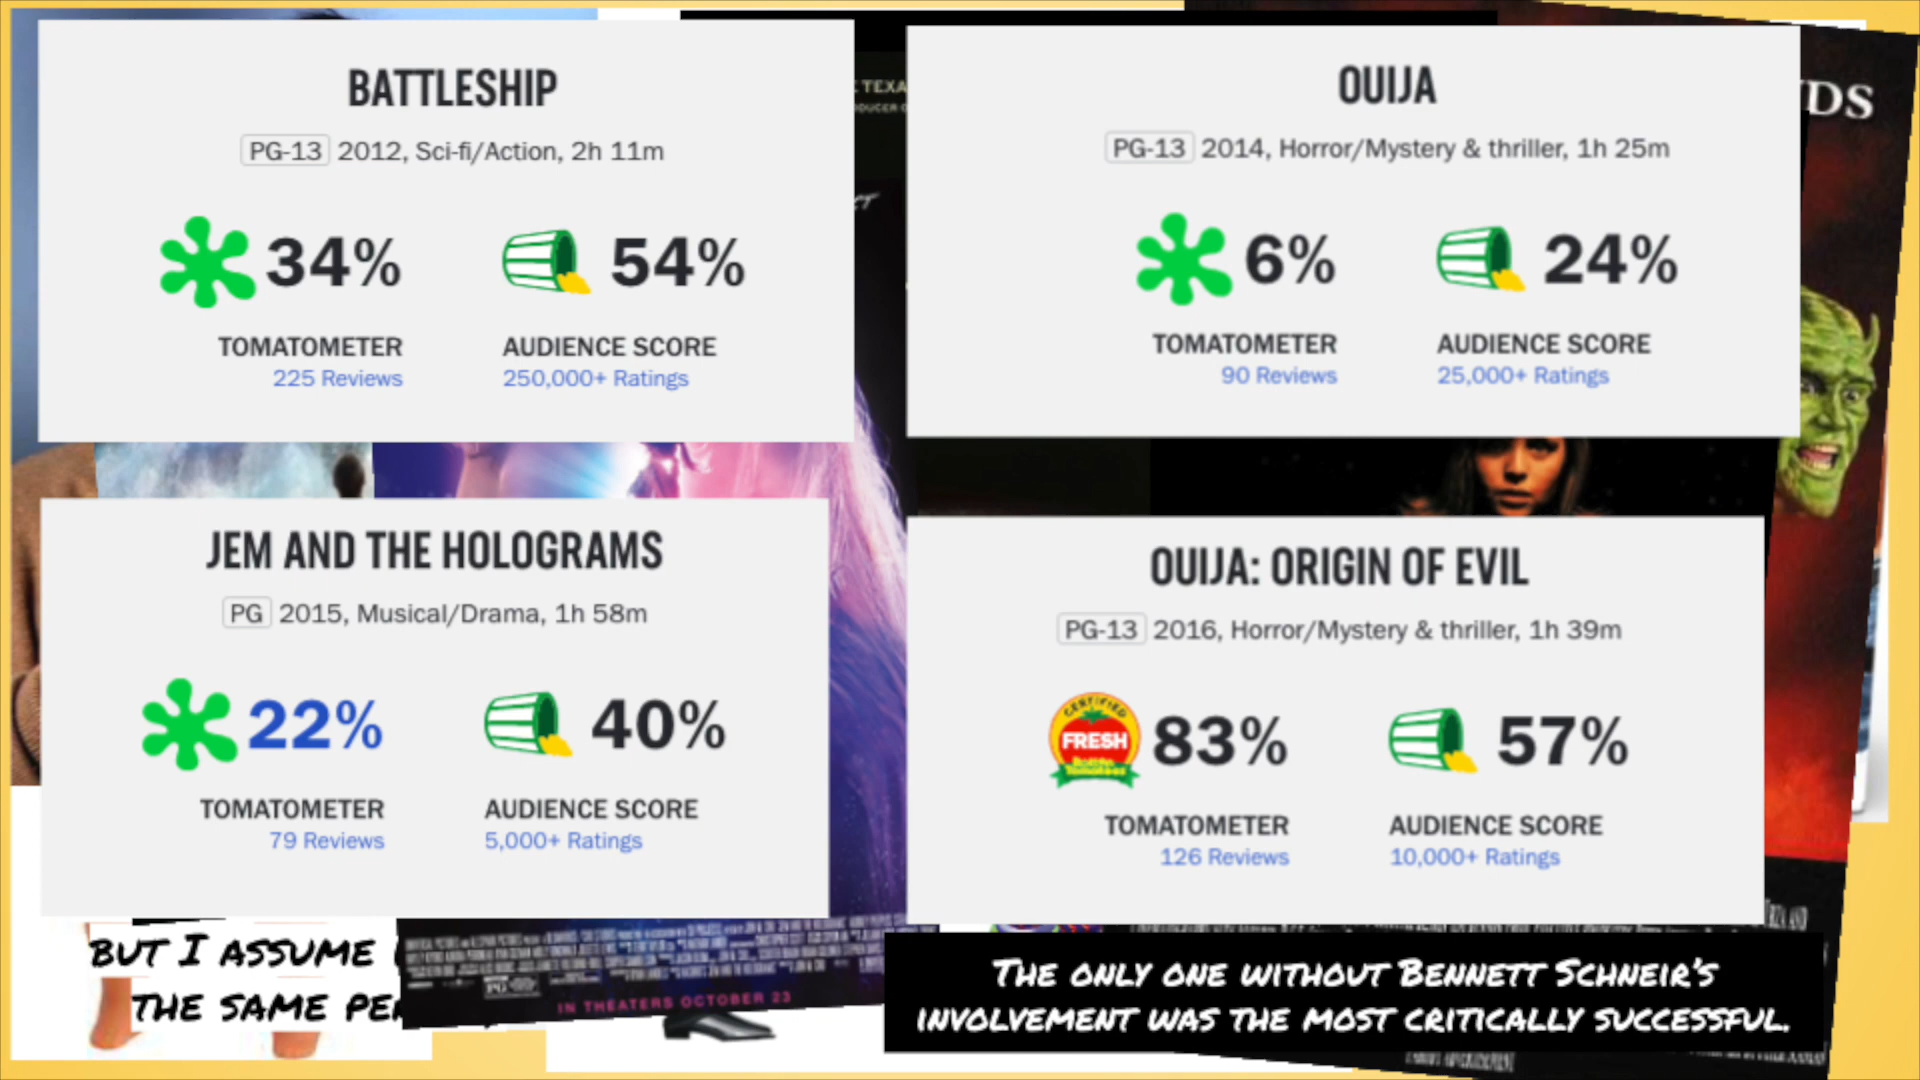 BATTLESHIP
PG-13 2012, Sci-fi/Action, 2h 11m
34% 54%
TOMATOMETER AUDIENCE SCORE
225 Reviews 250,000+ Ratings
OUIJA
PG-13 2014, Horror/Mystery & thriller, 1h 25m
6% 24%
TOMATOMETER AUDIENCE SCORE
90 Reviews 25,000+ Ratings
TEXA
DS
JEM AND THE HOLOGRAMS
PG 2015, Musical/Drama, 1h 58m
22% 40%
TOMATOMETER AUDIENCE SCORE
79 Reviews 5,000+ Ratings
OUIJA: ORIGIN OF EVIL
PG-13 2016, Horror/Mystery & thriller, 1h 39m
CERTIFIED
FRESH
83% 57%
TOMATOMETER AUDIENCE SCORE
126 Reviews 10,000+ Ratings
BUT I ASSUME
THE SAME PE
PG
IN THEATERS OCTOBER 23
THE ONLY ONE WITHOUT BENNETT SCHNEIR'S
INVOLVEMENT WAS THE MOST CRITICALLY SUCCESSFUL.